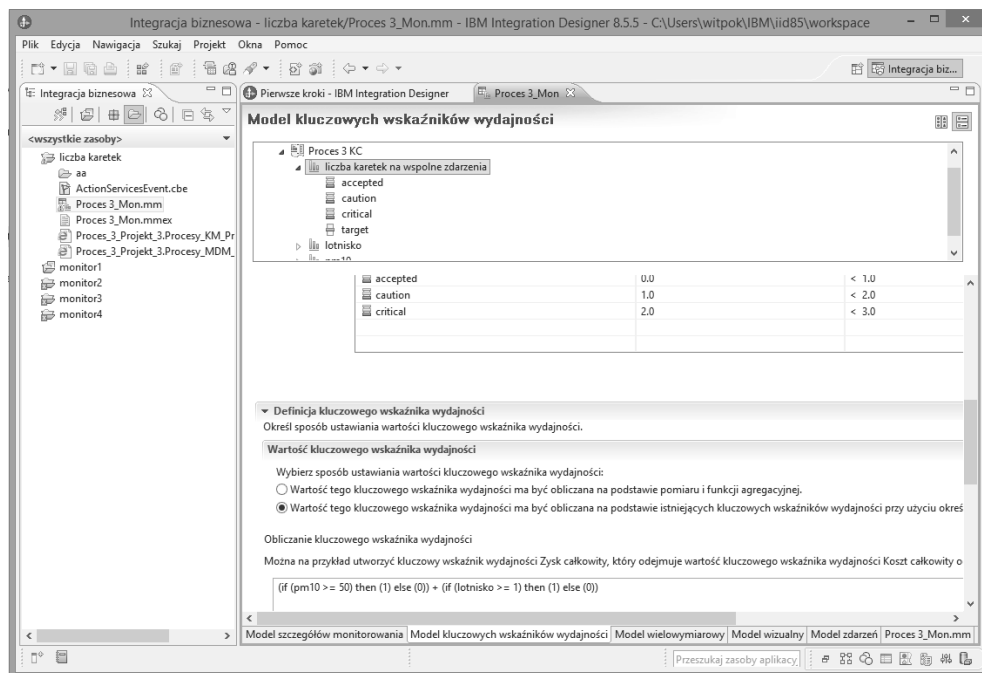 Integracja biznesowa - liczba karetek/Proces 3_Mon.mm - IBM Integration Designer 8.5.5 - C:\Users\witpok\IBM\iid85\workspace
Plik Edycja Nawigacja Szukaj Projekt Okna Pomoc
Integracja biz...
Integracja biznesowa
<wszystkie zasoby>
liczba karetek
aa
ActionServicesEvent.cbe
Proces 3_Mon.mm
Proces 3_Mon.mmex
Proces_3_Projekt_3.Procesy_KM_Pr
Proces_3_Projekt_3.Procesy_MDM_
monitor1
monitor2
monitor3
monitor4
Pierwsze kroki - IBM Integration Designer Proces 3_Mon
Model kluczowych wskaźników wydajności
Proces 3 KC
liczba karetek na wspolne zdarzenia
accepted
caution
critical
target
lotnisko
pm10
accepted 0.0 < 1.0
caution 1.0 < 2.0
critical 2.0 < 3.0
Definicja kluczowego wskaźnika wydajności
Określ sposób ustawiania wartości kluczowego wskaźnika wydajności.
Wartość kluczowego wskaźnika wydajności
Wybierz sposób ustawiania wartości kluczowego wskaźnika wydajności:
Wartość tego kluczowego wskaźnika wydajności ma być obliczana na podstawie pomiaru i funkcji agregacyjnej.
Wartość tego kluczowego wskaźnika wydajności ma być obliczana na podstawie istniejących kluczowych wskaźników wydajności przy użyciu okreś
Obliczanie kluczowego wskaźnika wydajności
Można na przykład utworzyć kluczowy wskaźnik wydajności Zysk całkowity, który odejmuje wartość kluczowego wskaźnika wydajności Koszt całkowity o
(if (pm10 >= 50) then (1) else (0)) + (if (lotnisko >= 1) then (1) else (0))
Model szczegółów monitorowania Model kluczowych wskaźników wydajności Model wielowymiarowy Model wizualny Model zdarzeń Proces 3_Mon.mm
Przeszukaj zasoby aplikacy